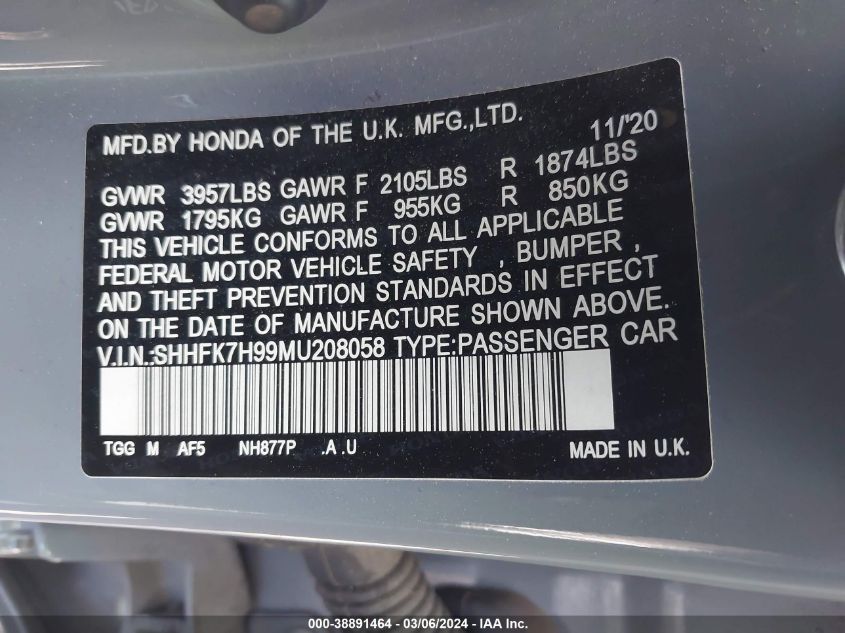 MFD.BY HONDA OF THE U.K. MFG.,LTD. 11/'20
GVWR 3957LBS GAWR F 2105LBS R 1874LBS
GVWR 1795KG GAWR F 955KG R 850KG
THIS VEHICLE CONFORMS TO ALL APPLICABLE
FEDERAL MOTOR VEHICLE SAFETY , BUMPER ,
AND THEFT PREVENTION STANDARDS IN EFFECT
ON THE DATE OF MANUFACTURE SHOWN ABOVE.
V.I.N.:SHHFK7H99MU208058 TYPE:PASSENGER CAR
TGG M AF5 NH877P .A .U MADE IN U.K.
000-38891464 - 03/06/2024 - IAA Inc.